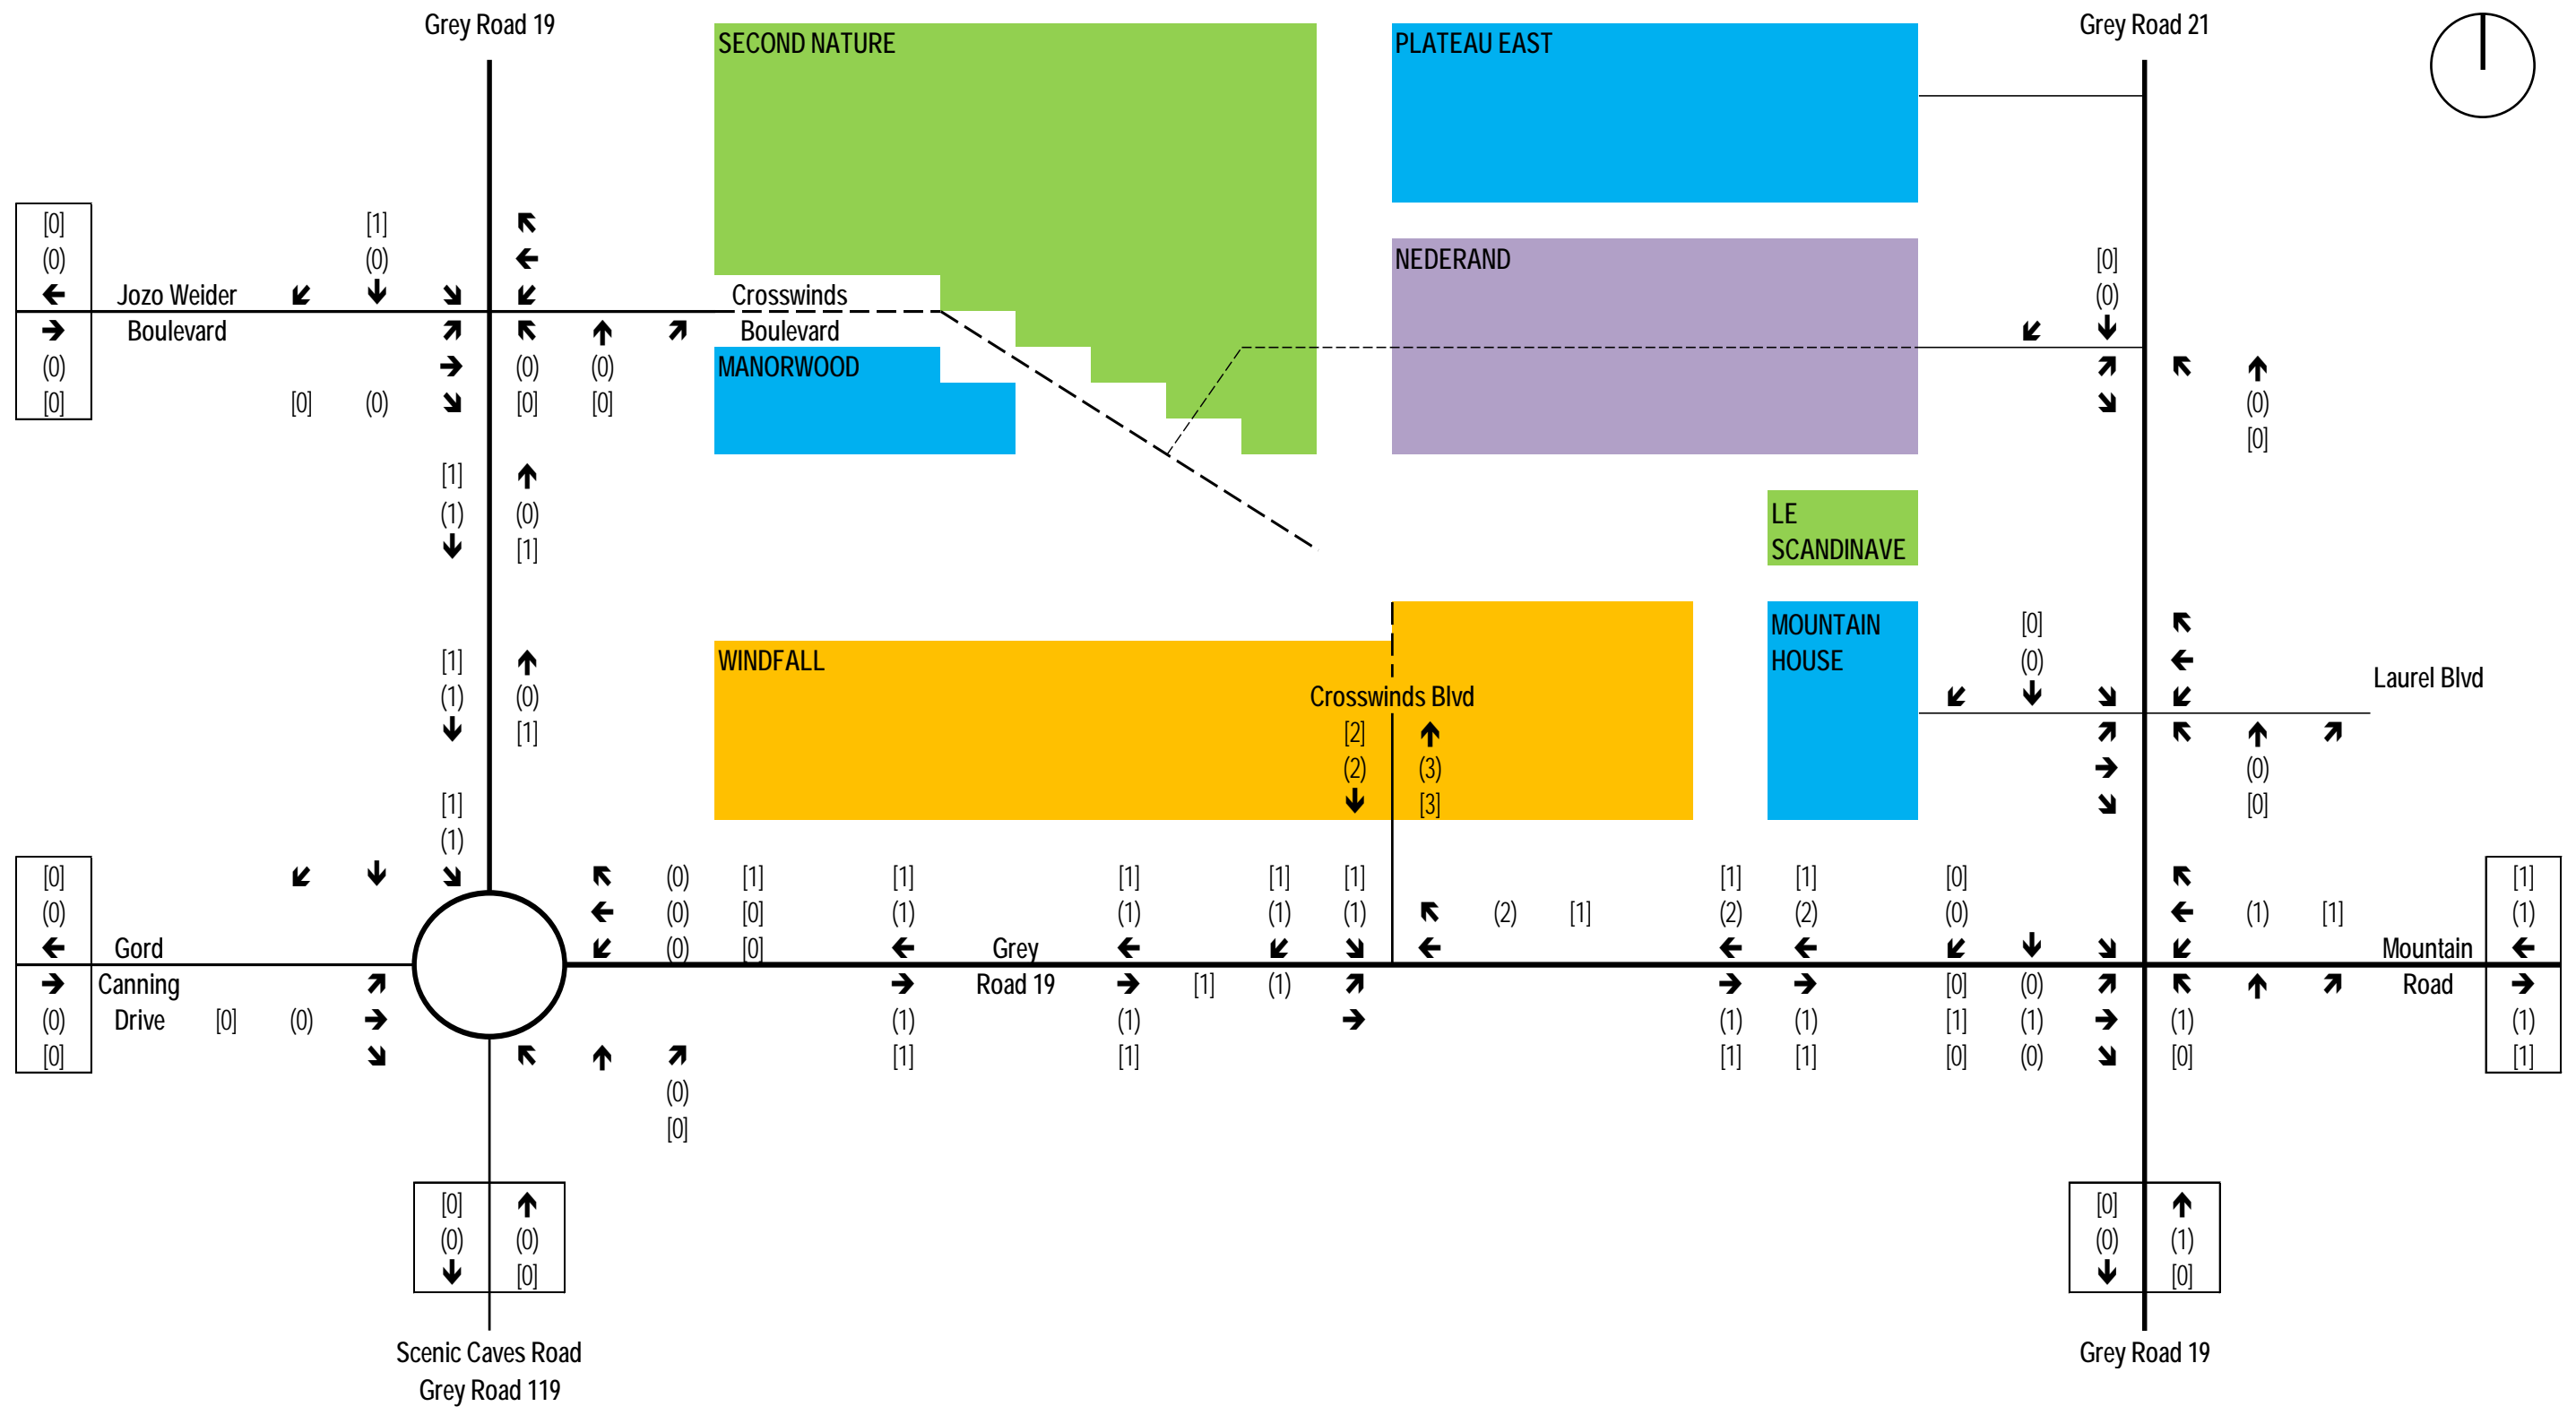 Grey Road 19
SECOND NATURE
PLATEAU EAST
Grey Road 21
[0] [1]
(0) (0)
NEDERAND
[0]
Jozo Weider
Crosswinds
(0)
Boulevard
Boulevard
(0) (0) (0)
MANORWOOD
[0] [0] (0) [0] [0]
(0)
[0]
[1]
(1) (0)
[1]
LE
SCANDINAVE
[1]
(1) (0)
[1]
WINDFALL
MOUNTAIN
HOUSE
[0]
(0)
Laurel Blvd
Crosswinds Blvd
[2]
(2) (3)
[3]
(0)
[0]
[1]
(1)
[0] (0) [1] [1] [1] [1] [1] [1] [1] [0] [1]
(0) (0) [0] (1) (1) (1) (1) (2) [1] (2) (2) (0) (1) [1] (1)
Gord (0) [0] Grey Mountain
Canning Road 19 [1] (1) [0] (0) Road
(0) Drive [0] (0) (1) (1) (1) (1) [1] (1) (1) (1)
[0] [1] [1] [1] [1] [0] (0) [0] [1]
(0)
[0]
[0]
(0) (0)
[0]
[0]
(0) (1)
[0]
Scenic Caves Road
Grey Road 119
Grey Road 19